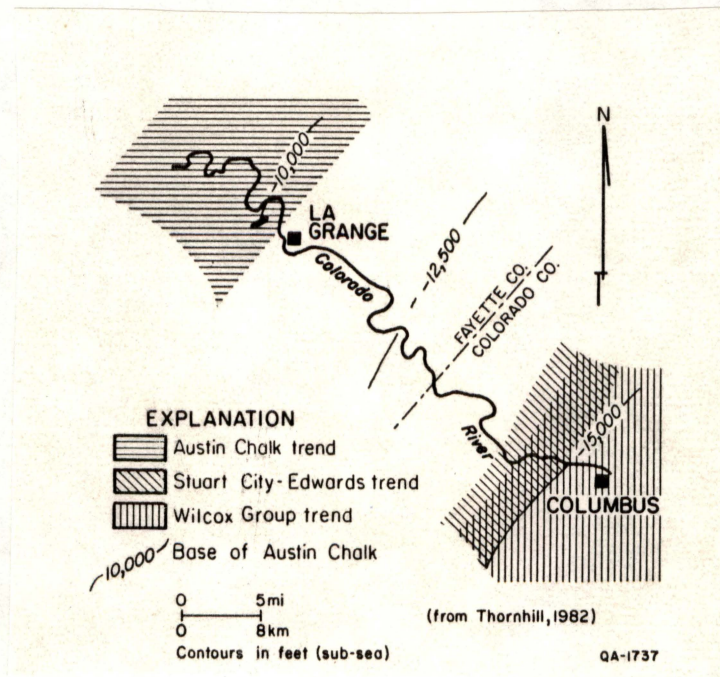 N
-10,000
LA
GRANGE
Colorado
-12,500
FAYETTE CO.
COLORADO CO.
River
-15,000
COLUMBUS
EXPLANATION
Austin Chalk trend
Stuart City-Edwards trend
Wilcox Group trend
-10,000 Base of Austin Chalk
0 5mi
0 8km
Contours in feet (sub-sea)
(from Thornhill, 1982)
QA-1737